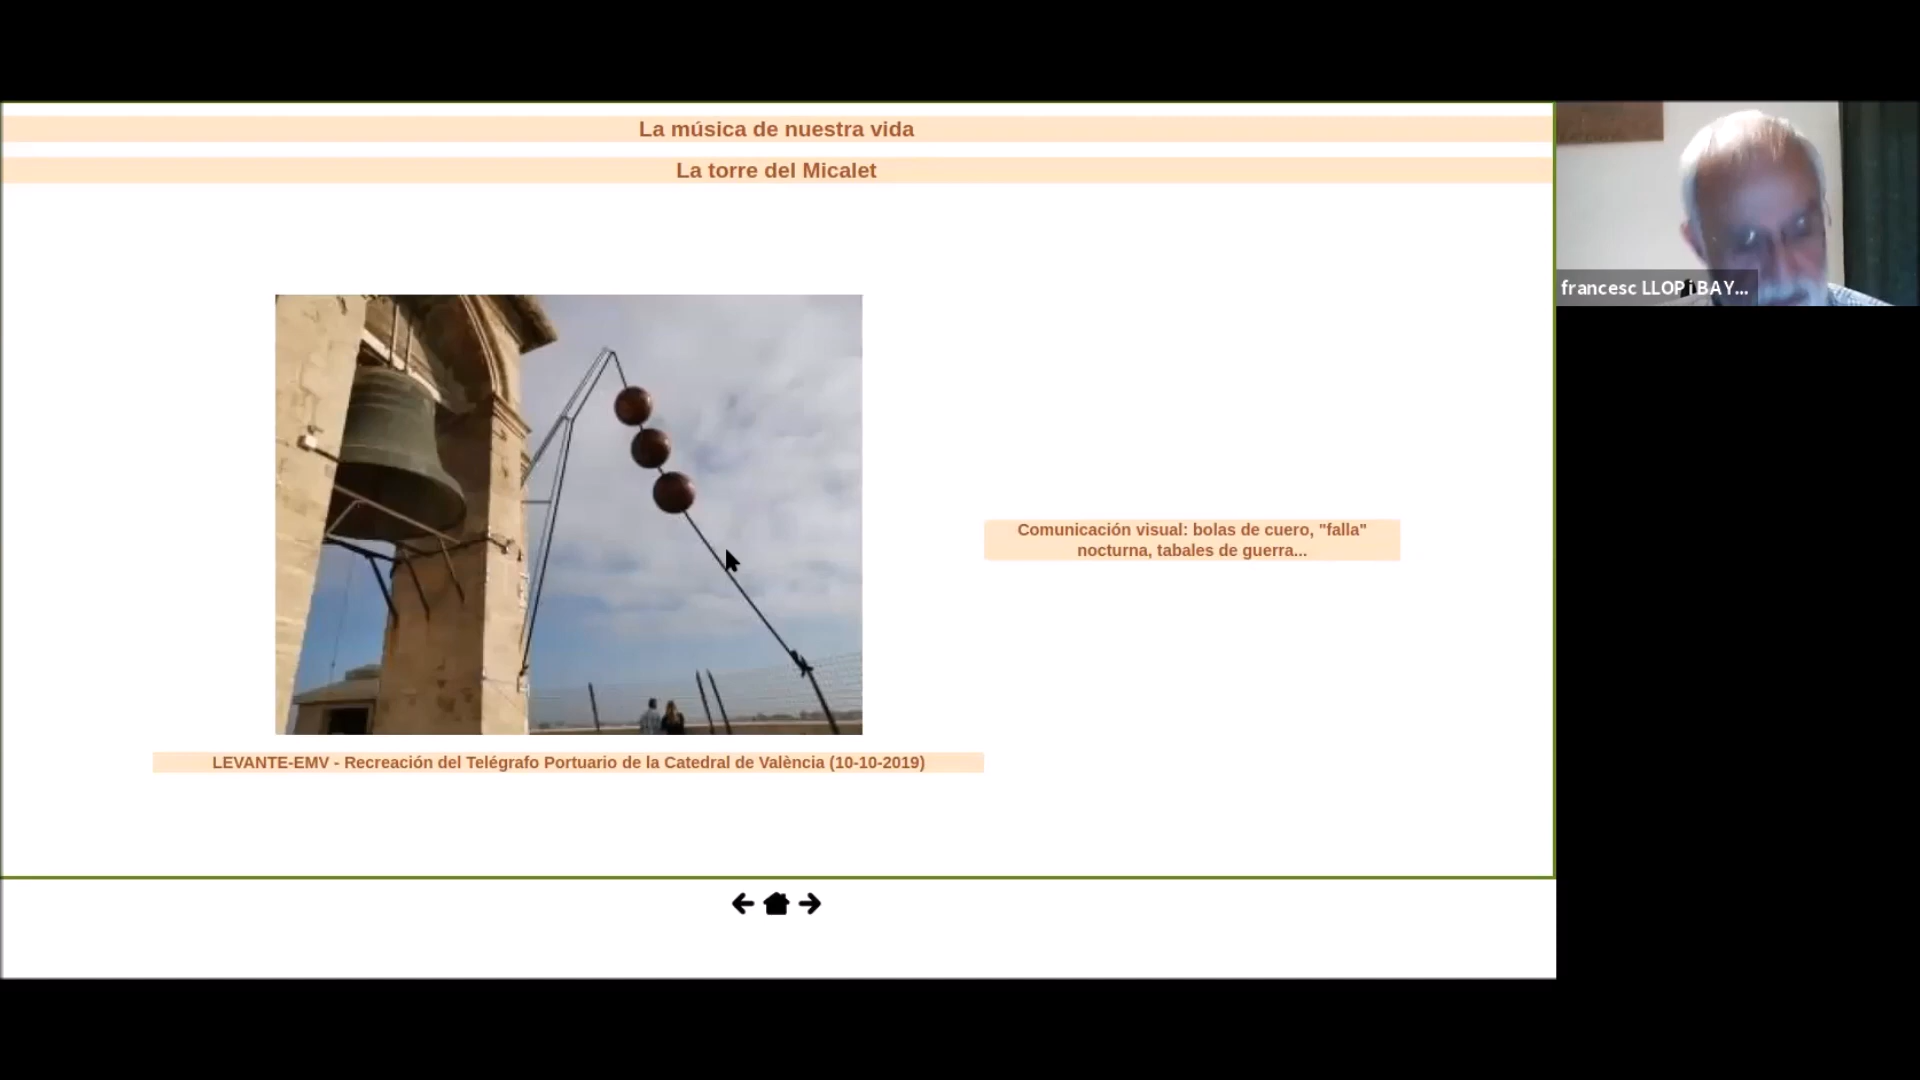 La música de nuestra vida
La torre del Micalet
francesc LLOP i BAY...
Comunicación visual: bolas de cuero, "falla"
nocturna, tabales de guerra...
LEVANTE-EMV - Recreación del Telégrafo Portuario de la Catedral de València (10-10-2019)